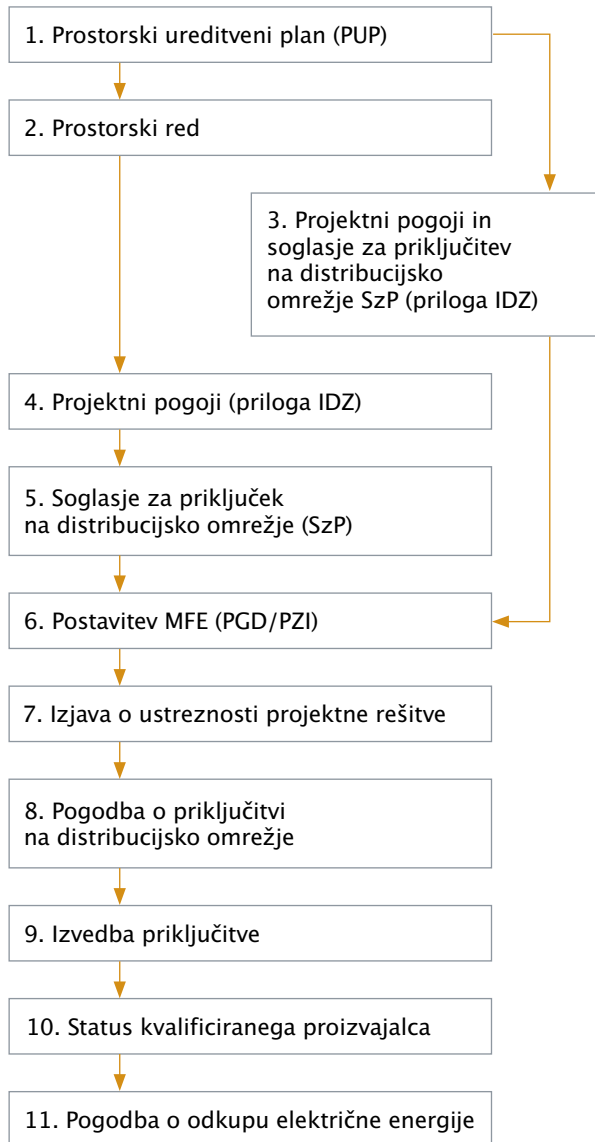 1. Prostorski ureditveni plan (PUP)
2. Prostorski red
3. Projektni pogoji in
soglasje za priključitev
na distribucijsko
omrežje SzP (priloga IDZ)
4. Projektni pogoji (priloga IDZ)
5. Soglasje za priključek
na distribucijsko omrežje (SzP)
6. Postavitev MFE (PGD/PZI)
7. Izjava o ustreznosti projektne rešitve
8. Pogodba o priključitvi
na distribucijsko omrežje
9. Izvedba priključitve
10. Status kvalificiranega proizvajalca
11. Pogodba o odkupu električne energije